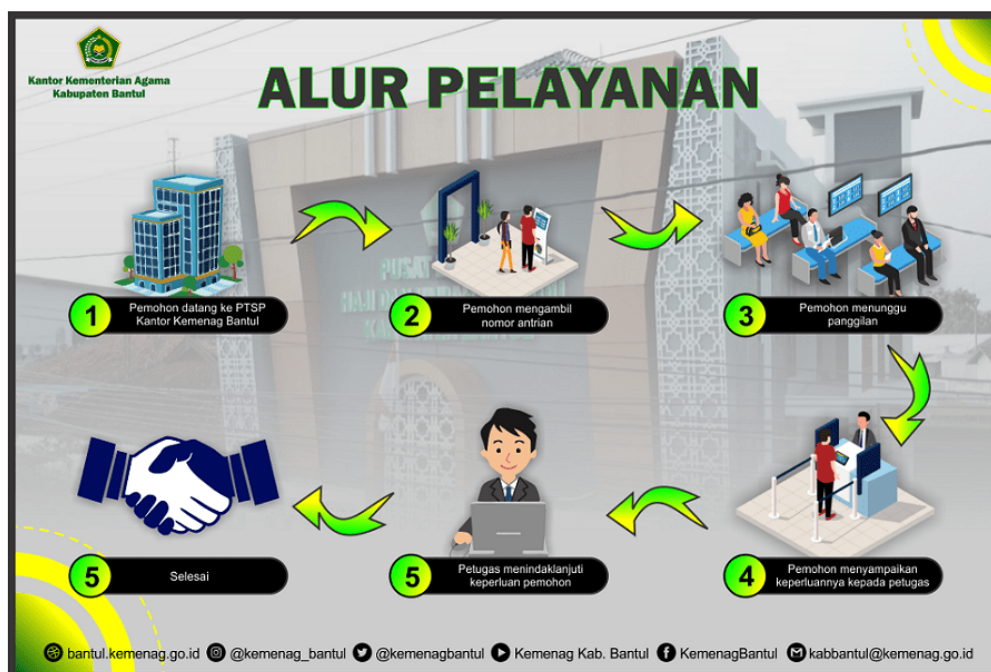 Kantor Kementerian Agama
Kabupaten Bantul
ALUR PELAYANAN
1
Pemohon datang ke PTSP
Kantor Kemenag Bantul
2
Pemohon mengambil
nomor antrian
3
Pemohon menunggu
panggilan
4
Pemohon menyampaikan
keperluannya kepada petugas
5
Petugas menindaklanjuti
keperluan pemohon
5
Selesai
bantul.kemenag.go.id @kemenag_bantul @kemenagbantul Kemenag Kab. Bantul KemenagBantul kabbantul@kemenag.go.id